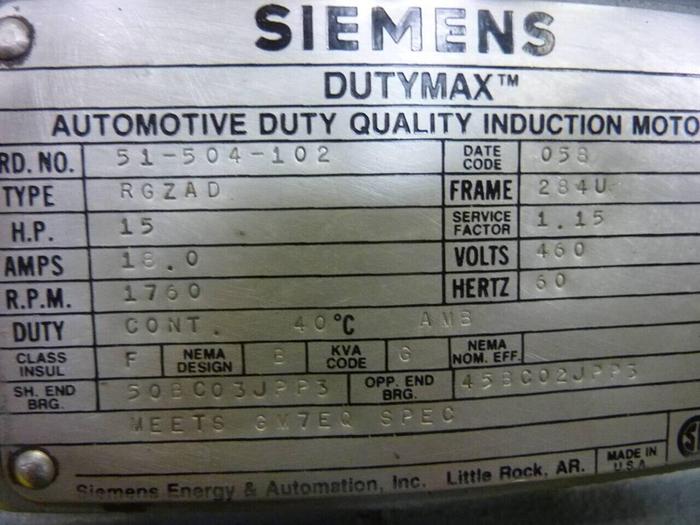 SIEMENS
DUTYMAX™
AUTOMOTIVE DUTY QUALITY INDUCTION MOTO
RD. NO. 51-504-102 DATE CODE 058
TYPE RGZAD FRAME 284U
H.P. 15 SERVICE FACTOR 1.15
AMPS 18.0 VOLTS 460
R.P.M. 1760 HERTZ 60
DUTY CONT. 40°C AMB
CLASS INSUL F NEMA DESIGN B KVA CODE G NEMA NOM. EFF.
SH. END BRG. 50BC03JPP3 OPP. END BRG. 45BC02JPP3
MEETS GM7EQ SPEC
Siemens Energy & Automation, Inc. Little Rock, AR. MADE IN U.S.A.